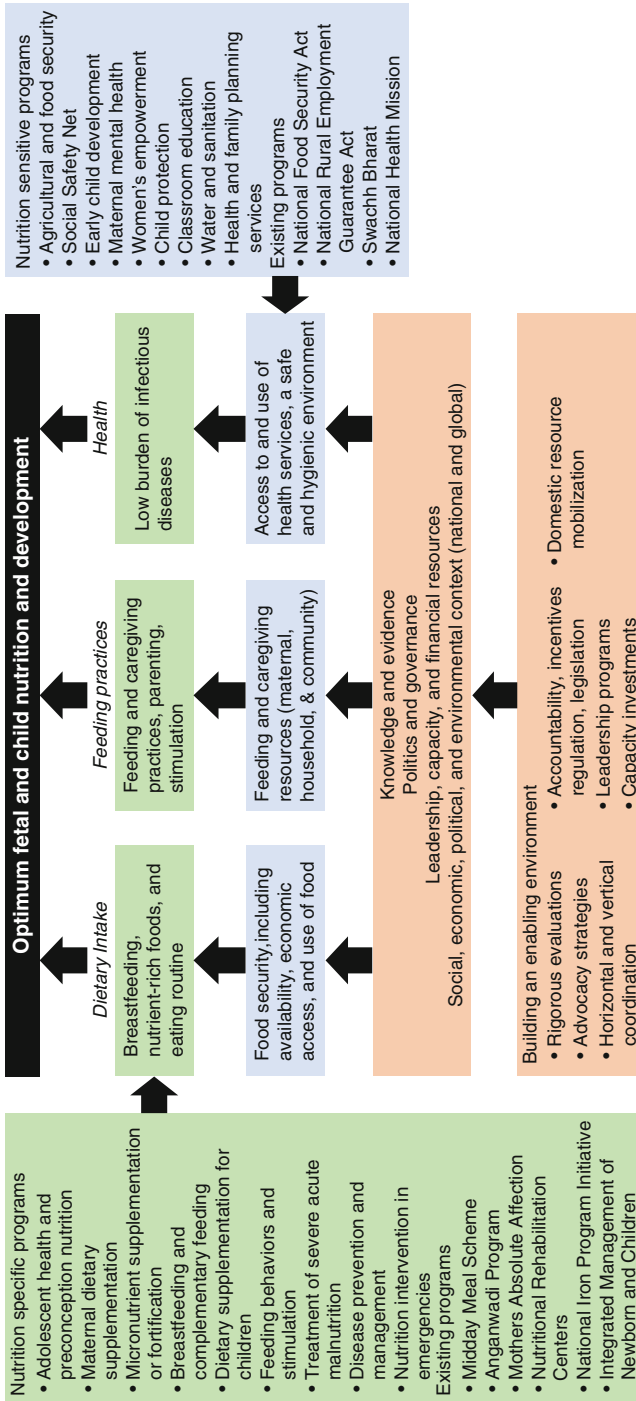 Nutrition specific programs
• Adolescent health and
preconception nutrition
• Maternal dietary
supplementation
• Micronutrient supplementation
or fortification
• Breastfeeding and
complementary feeding
• Dietary supplementation for
children
• Feeding behaviors and
stimulation
• Treatment of severe acute
malnutrition
• Disease prevention and
management
• Nutrition intervention in
emergencies
Existing programs
• Midday Meal Scheme
• Anganwadi Program
• Mothers Absolute Affection
• Nutritional Rehabilitation
Centers
• National Iron Program Initiative
• Integrated Management of
Newborn and Children
Optimum fetal and child nutrition and development
Dietary Intake
Feeding practices
Health
Breastfeeding,
nutrient-rich foods, and
eating routine
Feeding and caregiving
practices, parenting,
stimulation
Low burden of infectious
diseases
Food security,including
availability, economic
access, and use of food
Feeding and caregiving
resources (maternal,
household, & community)
Access to and use of
health services, a safe
and hygienic environment
Knowledge and evidence
Politics and governance
Leadership, capacity, and financial resources
Social, economic, political, and environmental context (national and global)
Building an enabling environment
• Rigorous evaluations
• Advocacy strategies
• Horizontal and vertical
coordination
• Accountability, incentives
regulation, legislation
• Leadership programs
• Capacity investments
• Domestic resource
mobilization
Nutrition sensitive programs
• Agricultural and food security
• Social Safety Net
• Early child development
• Maternal mental health
• Women's empowerment
• Child protection
• Classroom education
• Water and sanitation
• Health and family planning
services
Existing programs
• National Food Security Act
• National Rural Employment
Guarantee Act
• Swachh Bharat
• National Health Mission